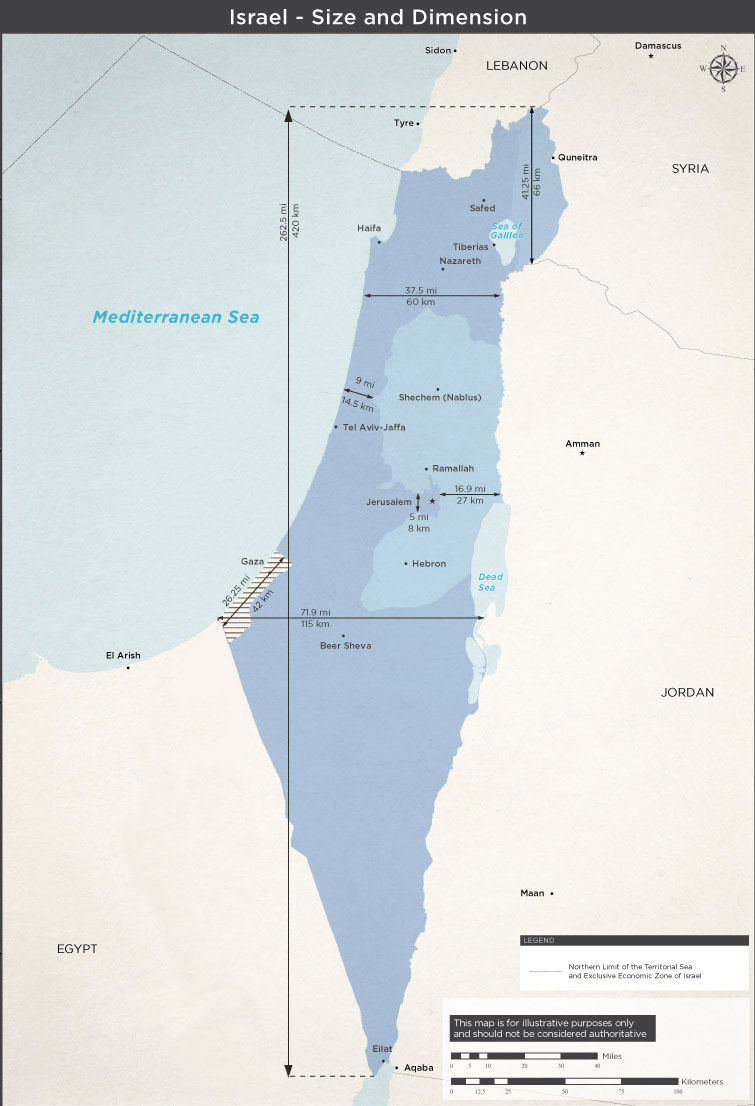 Israel - Size and Dimension
Sidon
LEBANON
Damascus
N
W
E
S
Tyre
Quneitra
SYRIA
41.25 mi
66 km
262.5 mi
420 km
Safed
Haifa
Sea of
Galilee
Tiberias
Nazareth
37.5 mi
60 km
Mediterranean Sea
9 mi
14.5 km
Shechem (Nablus)
Tel Aviv-Jaffa
Amman
Ramallah
16.9 mi
27 km
Jerusalem
5 mi
8 km
Gaza
Hebron
26.25 mi
42 km
Dead
Sea
71.9 mi
115 km
Beer Sheva
El Arish
JORDAN
Maan
EGYPT
LEGEND
Northern Limit of the Territorial Sea
and Exclusive Economic Zone of Israel
This map is for illustrative purposes only
and should not be considered authoritative
Eilat
Aqaba
Miles
0 5 10 20 30 40
Kilometers
0 12.5 25 50 75 100